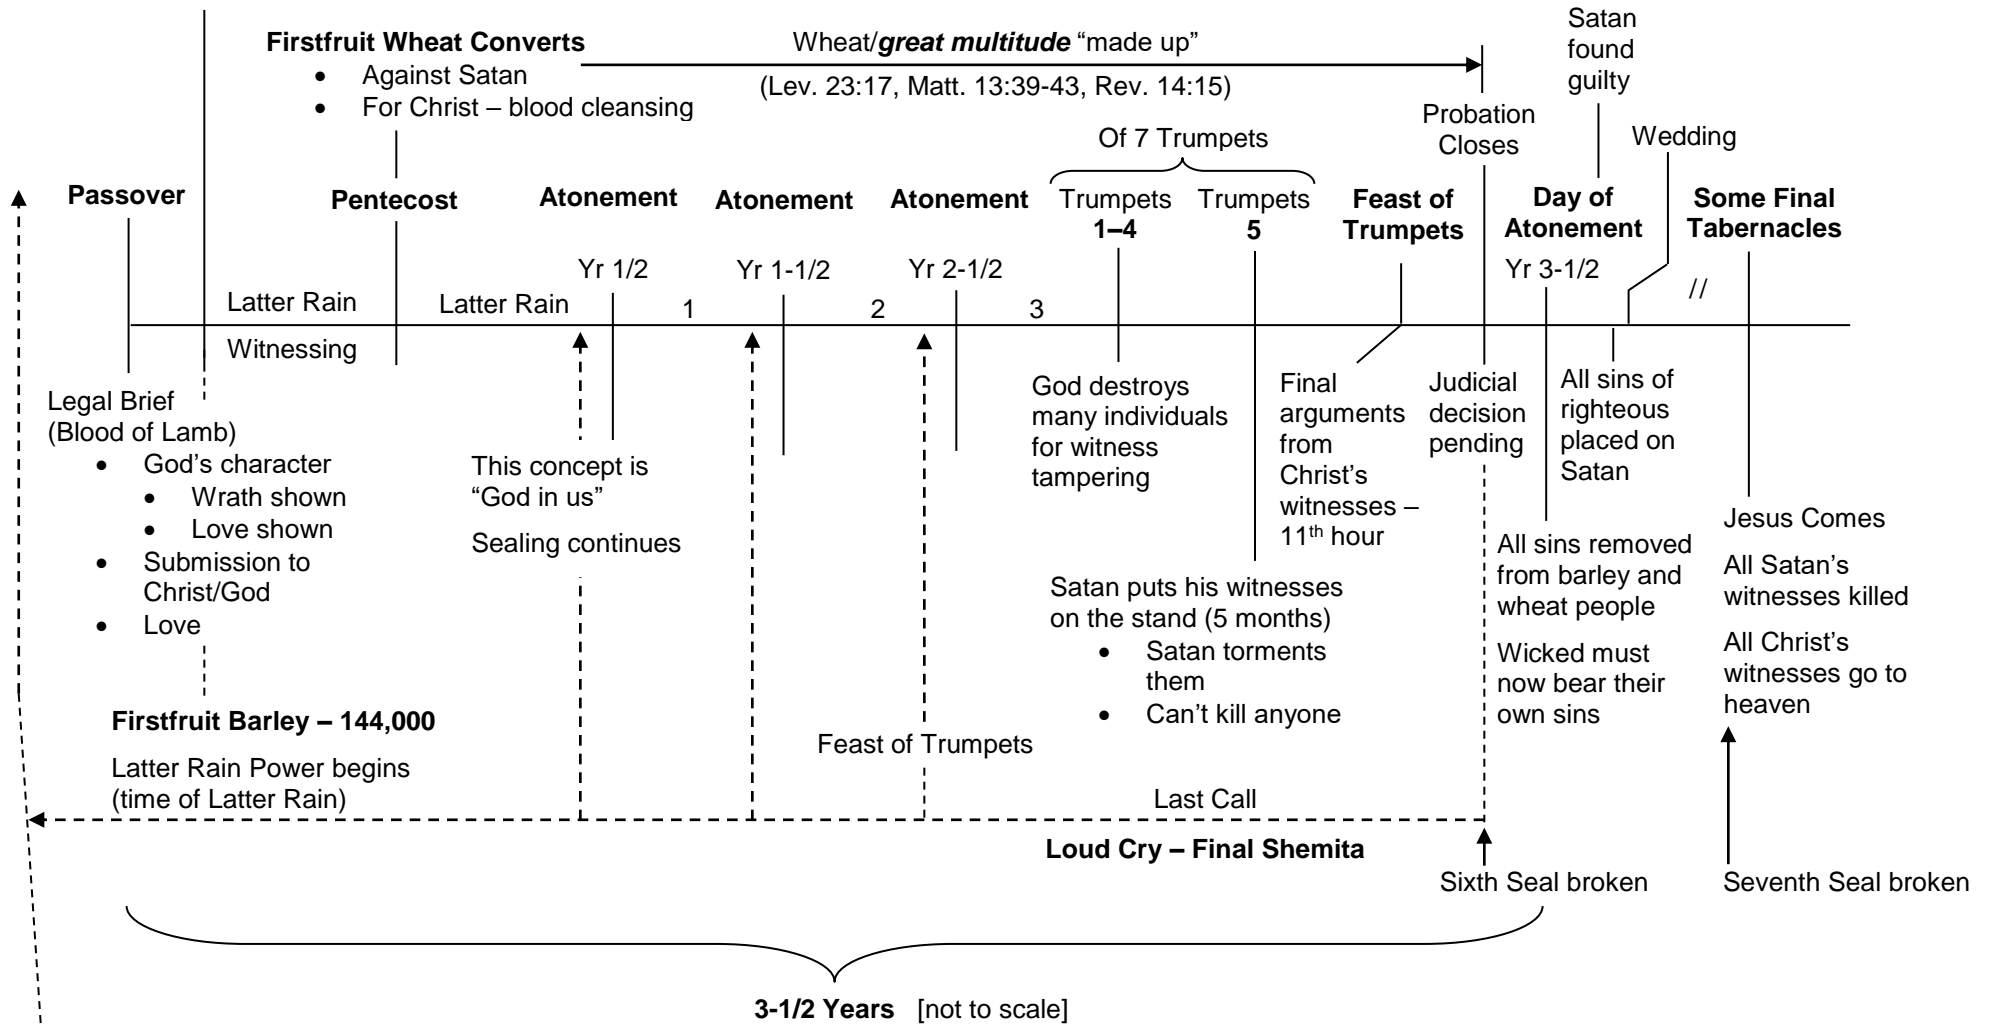 Satan
found
guilty
Firstfruit Wheat Converts
• Against Satan
• For Christ – blood cleansing
Wheat/great multitude “made up”
(Lev. 23:17, Matt. 13:39-43, Rev. 14:15)
Probation
Closes
Of 7 Trumpets
Wedding
Passover
Pentecost
Atonement
Atonement
Atonement
Trumpets
1–4
Trumpets
5
Feast of
Trumpets
Day of
Atonement
Some Final
Tabernacles
Yr 1/2
Yr 1-1/2
Yr 2-1/2
Yr 3-1/2
Latter Rain
Latter Rain
1
2
3
//
Witnessing
Legal Brief
(Blood of Lamb)
• God’s character
• Wrath shown
• Love shown
• Submission to
Christ/God
• Love
This concept is
“God in us”
Sealing continues
God destroys
many individuals
for witness
tampering
Final
arguments
from
Christ’s
witnesses –
11th hour
Judicial
decision
pending
All sins of
righteous
placed on
Satan
Satan puts his witnesses
on the stand (5 months)
• Satan torments
them
• Can’t kill anyone
All sins removed
from barley and
wheat people
Wicked must
now bear their
own sins
Jesus Comes
All Satan’s
witnesses killed
All Christ’s
witnesses go to
heaven
Firstfruit Barley – 144,000
Latter Rain Power begins
(time of Latter Rain)
Feast of Trumpets
Last Call
Loud Cry – Final Shemita
Sixth Seal broken
Seventh Seal broken
3-1/2 Years [not to scale]